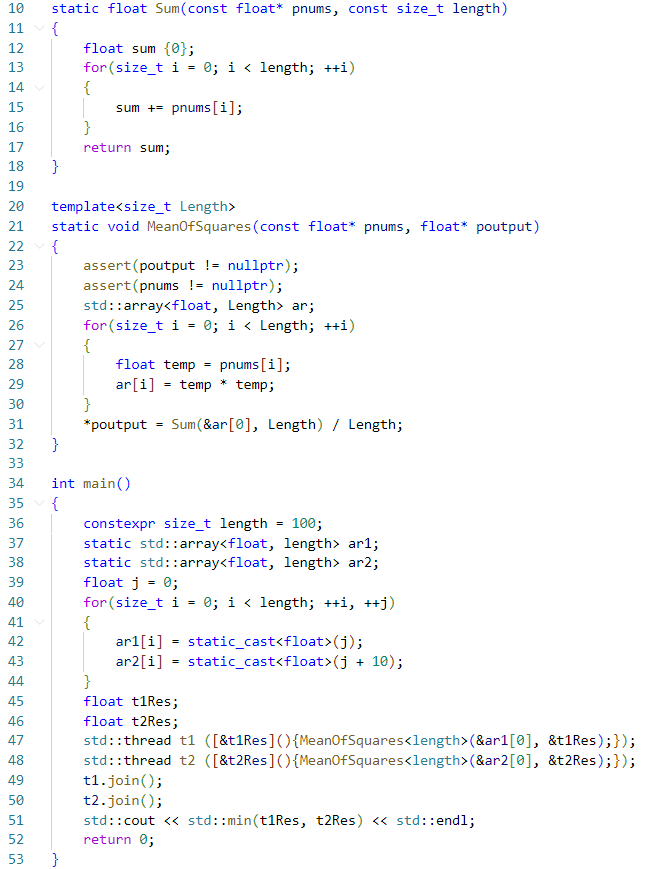 10 static float Sum(const float* pnums, const size_t length)
11 {
12     float sum {0};
13     for(size_t i = 0; i < length; ++i)
14     {
15         sum += pnums[i];
16     }
17     return sum;
18 }
19
20 template<size_t Length>
21 static void MeanOfSquares(const float* pnums, float* poutput)
22 {
23     assert(poutput != nullptr);
24     assert(pnums != nullptr);
25     std::array<float, Length> ar;
26     for(size_t i = 0; i < Length; ++i)
27     {
28         float temp = pnums[i];
29         ar[i] = temp * temp;
30     }
31     *poutput = Sum(&ar[0], Length) / Length;
32 }
33
34 int main()
35 {
36     constexpr size_t length = 100;
37     static std::array<float, length> ar1;
38     static std::array<float, length> ar2;
39     float j = 0;
40     for(size_t i = 0; i < length; ++i, ++j)
41     {
42         ar1[i] = static_cast<float>(j);
43         ar2[i] = static_cast<float>(j + 10);
44     }
45     float t1Res;
46     float t2Res;
47     std::thread t1 ([&t1Res](){MeanOfSquares<length>(&ar1[0], &t1Res);});
48     std::thread t2 ([&t2Res](){MeanOfSquares<length>(&ar2[0], &t2Res);});
49     t1.join();
50     t2.join();
51     std::cout << std::min(t1Res, t2Res) << std::endl;
52     return 0;
53 }